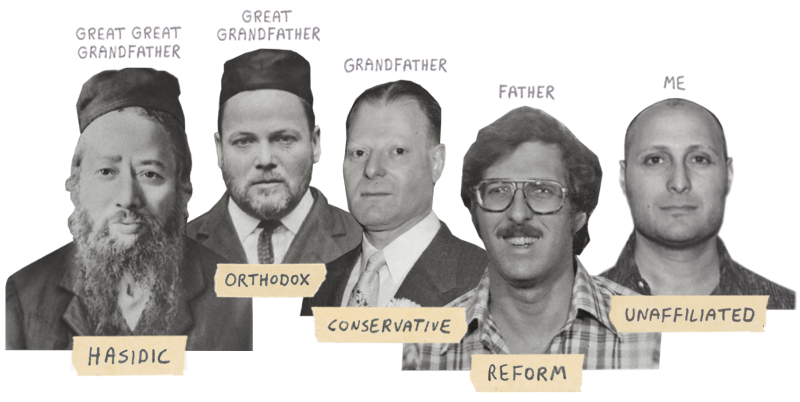 GREAT GREAT
GRANDFATHER
GREAT
GRANDFATHER
GRANDFATHER
FATHER
ME
HASIDIC
ORTHODOX
CONSERVATIVE
REFORM
UNAFFILIATED